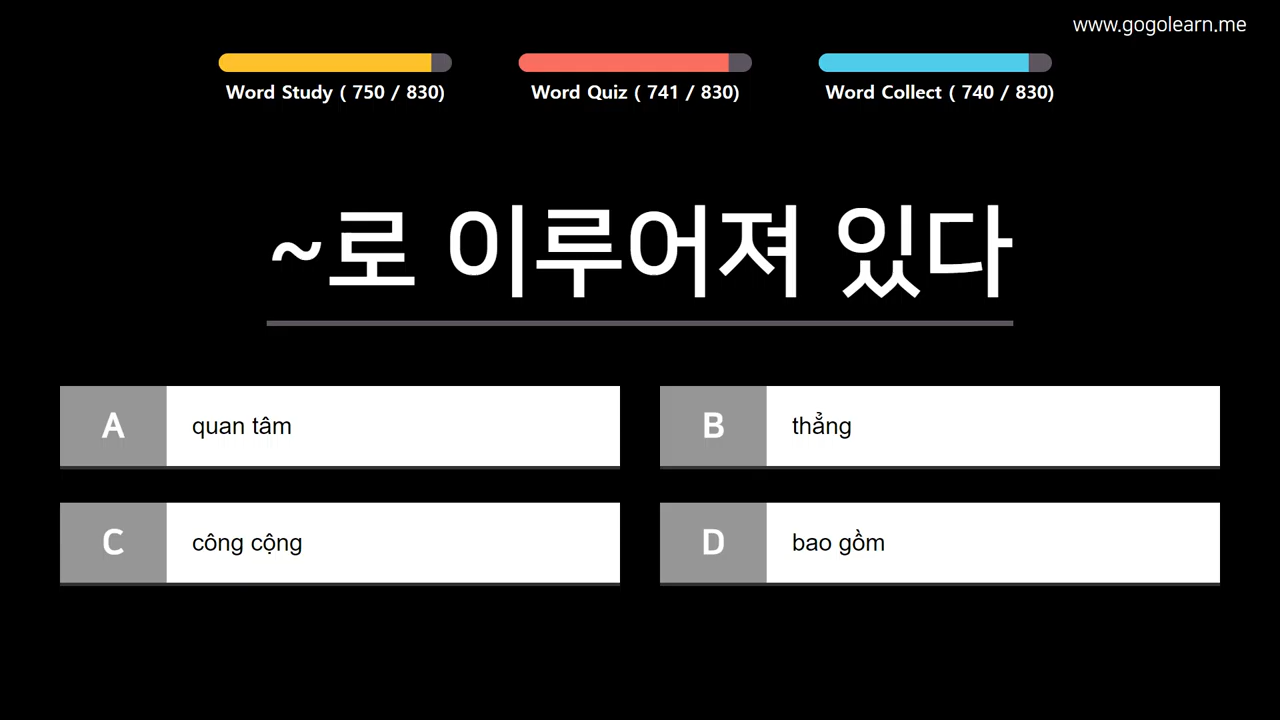 www.gogolearn.me
Word Study ( 750 / 830)
Word Quiz ( 741 / 830)
Word Collect ( 740 / 830)
~로 이루어져 있다
A quan tâm
B thẳng
C công cộng
D bao gồm